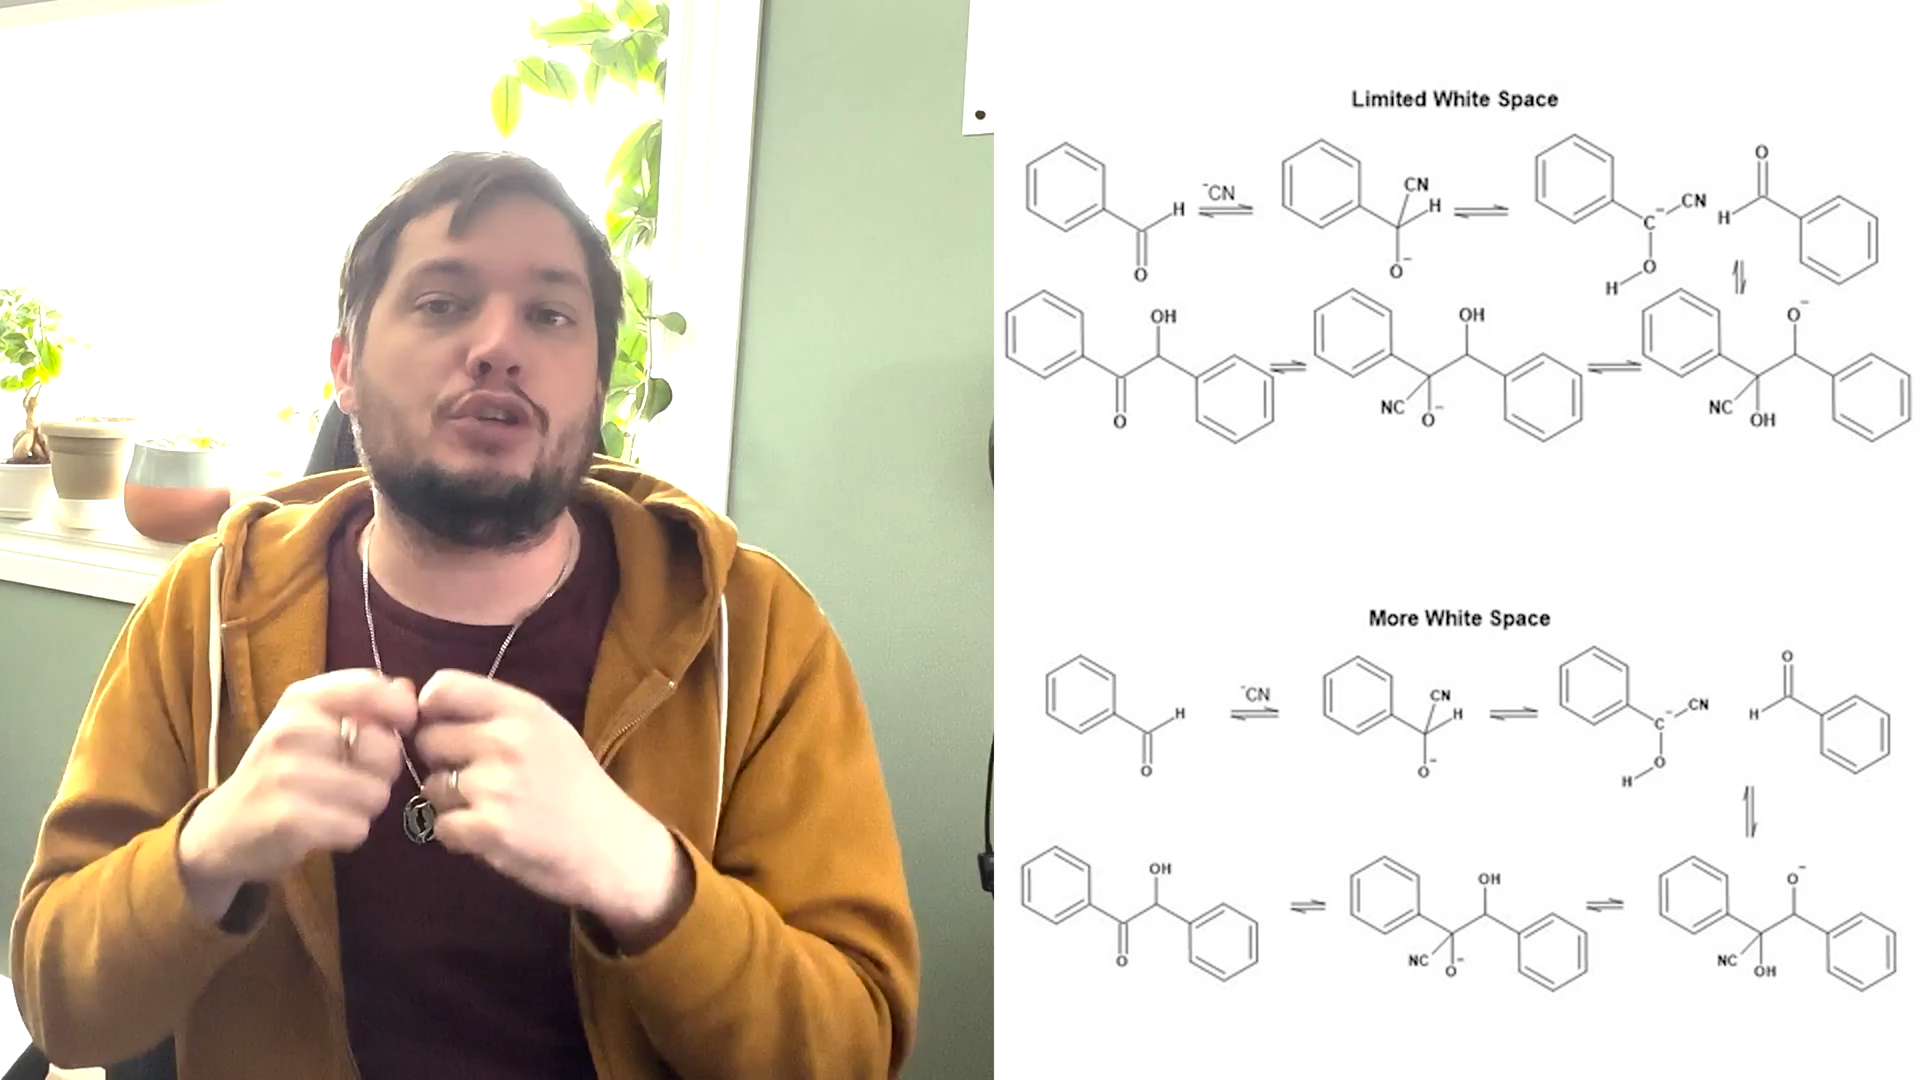 Limited White Space
⁻CN
H
O
CN
H
O⁻
C⁻
CN
O
H
O
H
OH
O
OH
NC
O⁻
O⁻
NC
OH
More White Space
⁻CN
H
O
CN
H
O⁻
C⁻
CN
O
H
O
H
OH
O
OH
NC
O⁻
O⁻
NC
OH